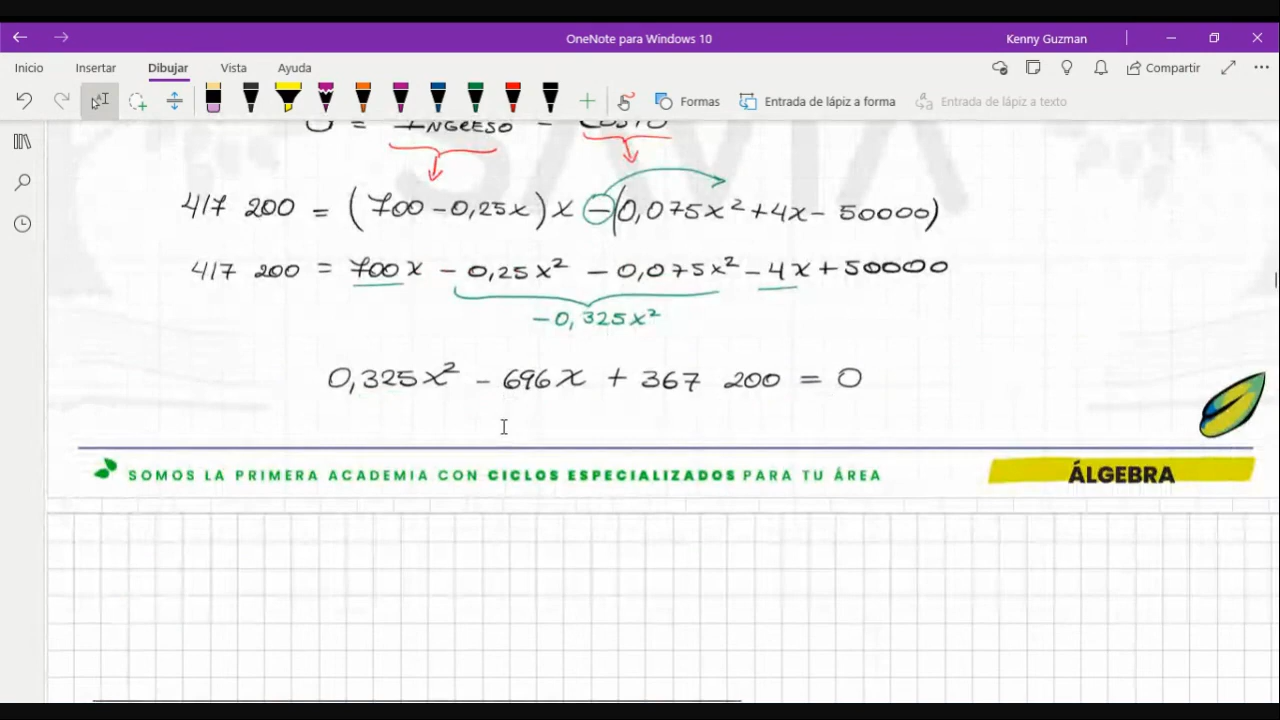 OneNote para Windows 10
Kenny Guzman
Inicio Insertar Dibujar Vista Ayuda
Compartir
Formas Entrada de lápiz a forma Entrada de lápiz a texto
U = INGRESO - COSTO
417 200 = (700 - 0,25x)x - (0,075x² + 4x - 50000)
417 200 = 700x - 0,25x² - 0,075x² - 4x + 50000
- 0,325x²
0,325x² - 696x + 367 200 = 0
SOMOS LA PRIMERA ACADEMIA CON CICLOS ESPECIALIZADOS PARA TU ÁREA
ÁLGEBRA